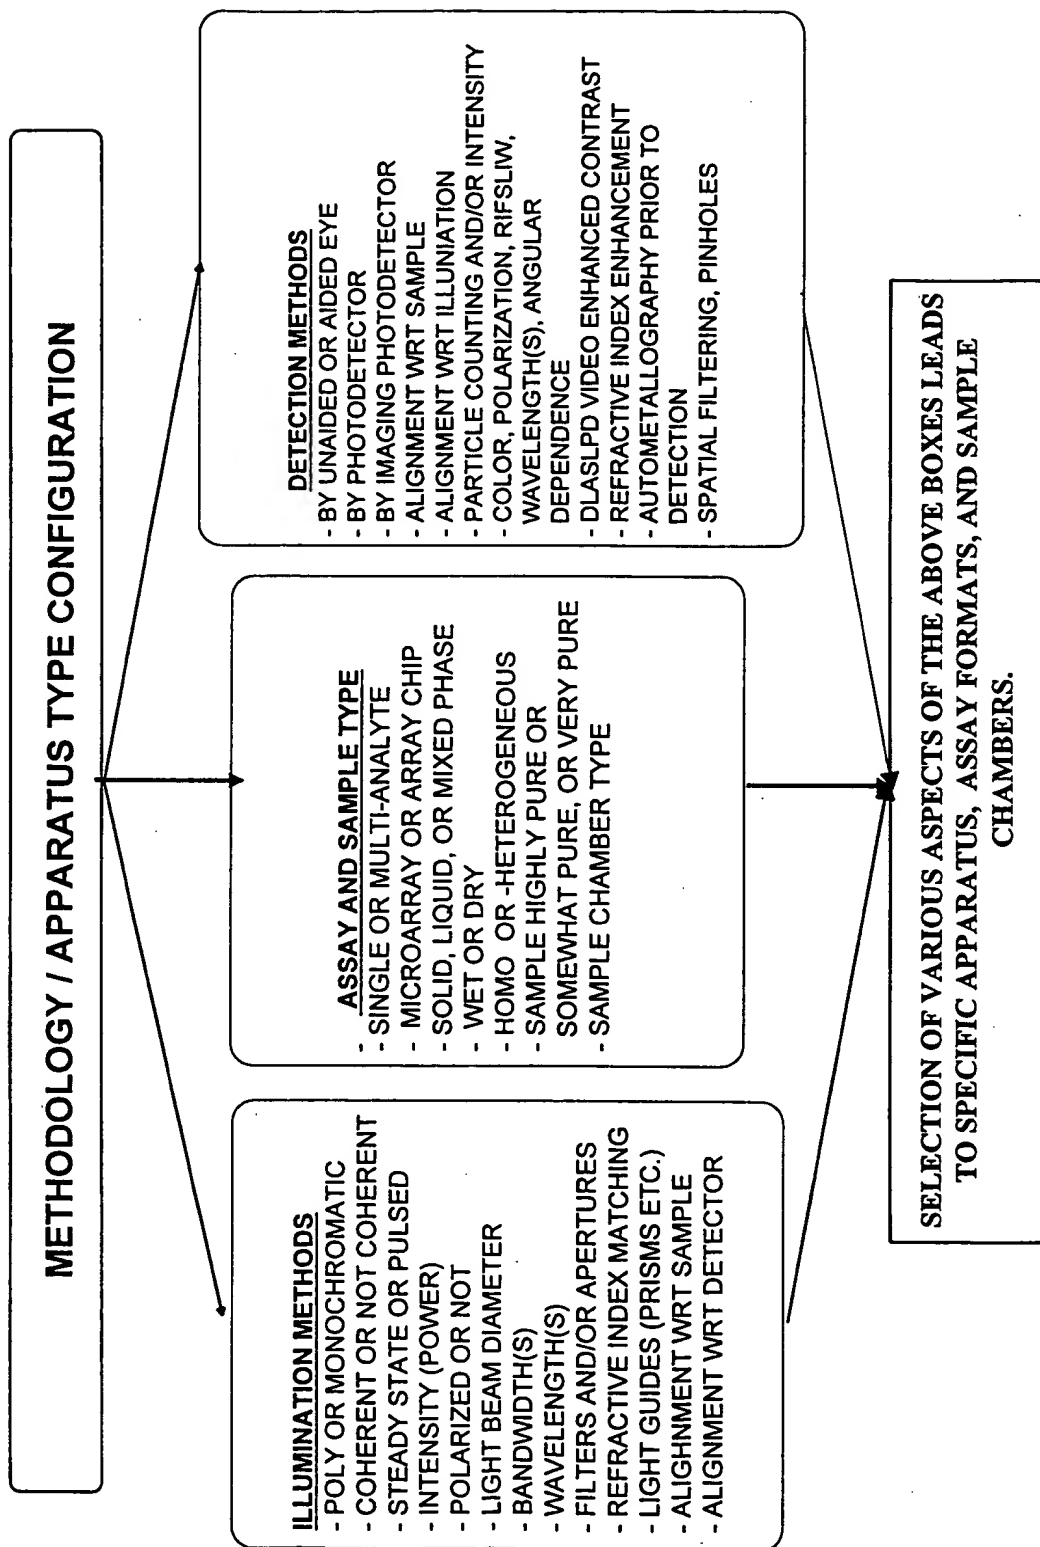 METHODOLOGY / APPARATUS TYPE CONFIGURATION
ILLUMINATION METHODS
- POLY OR MONOCHROMATIC
- COHERENT OR NOT COHERENT
- STEADY STATE OR PULSED
- INTENSITY (POWER)
- POLARIZED OR NOT
- LIGHT BEAM DIAMETER
- BANDWIDTH(S)
- WAVELENGTH(S)
- FILTERS AND/OR APERTURES
- REFRACTIVE INDEX MATCHING
- LIGHT GUIDES (PRISMS ETC.)
- ALIGHNMENT WRT SAMPLE
- ALIGNMENT WRT DETECTOR
ASSAY AND SAMPLE TYPE
- SINGLE OR MULTI-ANALYTE
- MICROARRAY OR ARRAY CHIP
- SOLID, LIQUID, OR MIXED PHASE
- WET OR DRY
- HOMO OR -HETEROGENEOUS
- SAMPLE HIGHLY PURE OR
SOMEWHAT PURE, OR VERY PURE
- SAMPLE CHAMBER TYPE
DETECTION METHODS
- BY UNAIDED OR AIDED EYE
- BY PHOTODETECTOR
- BY IMAGING PHOTODETECTOR
- ALIGNMENT WRT SAMPLE
- ALIGNMENT WRT ILLUNIATION
- PARTICLE COUNTING AND/OR INTENSITY
- COLOR, POLARIZATION, RIFSLIW,
WAVELENGTH(S), ANGULAR
DEPENDENCE
- DLASLPD VIDEO ENHANCED CONTRAST
- REFRACTIVE INDEX ENHANCEMENT
- AUTOMETALLOGRAPHY PRIOR TO
DETECTION
- SPATIAL FILTERING, PINHOLES
SELECTION OF VARIOUS ASPECTS OF THE ABOVE BOXES LEADS
TO SPECIFIC APPARATUS, ASSAY FORMATS, AND SAMPLE
CHAMBERS.